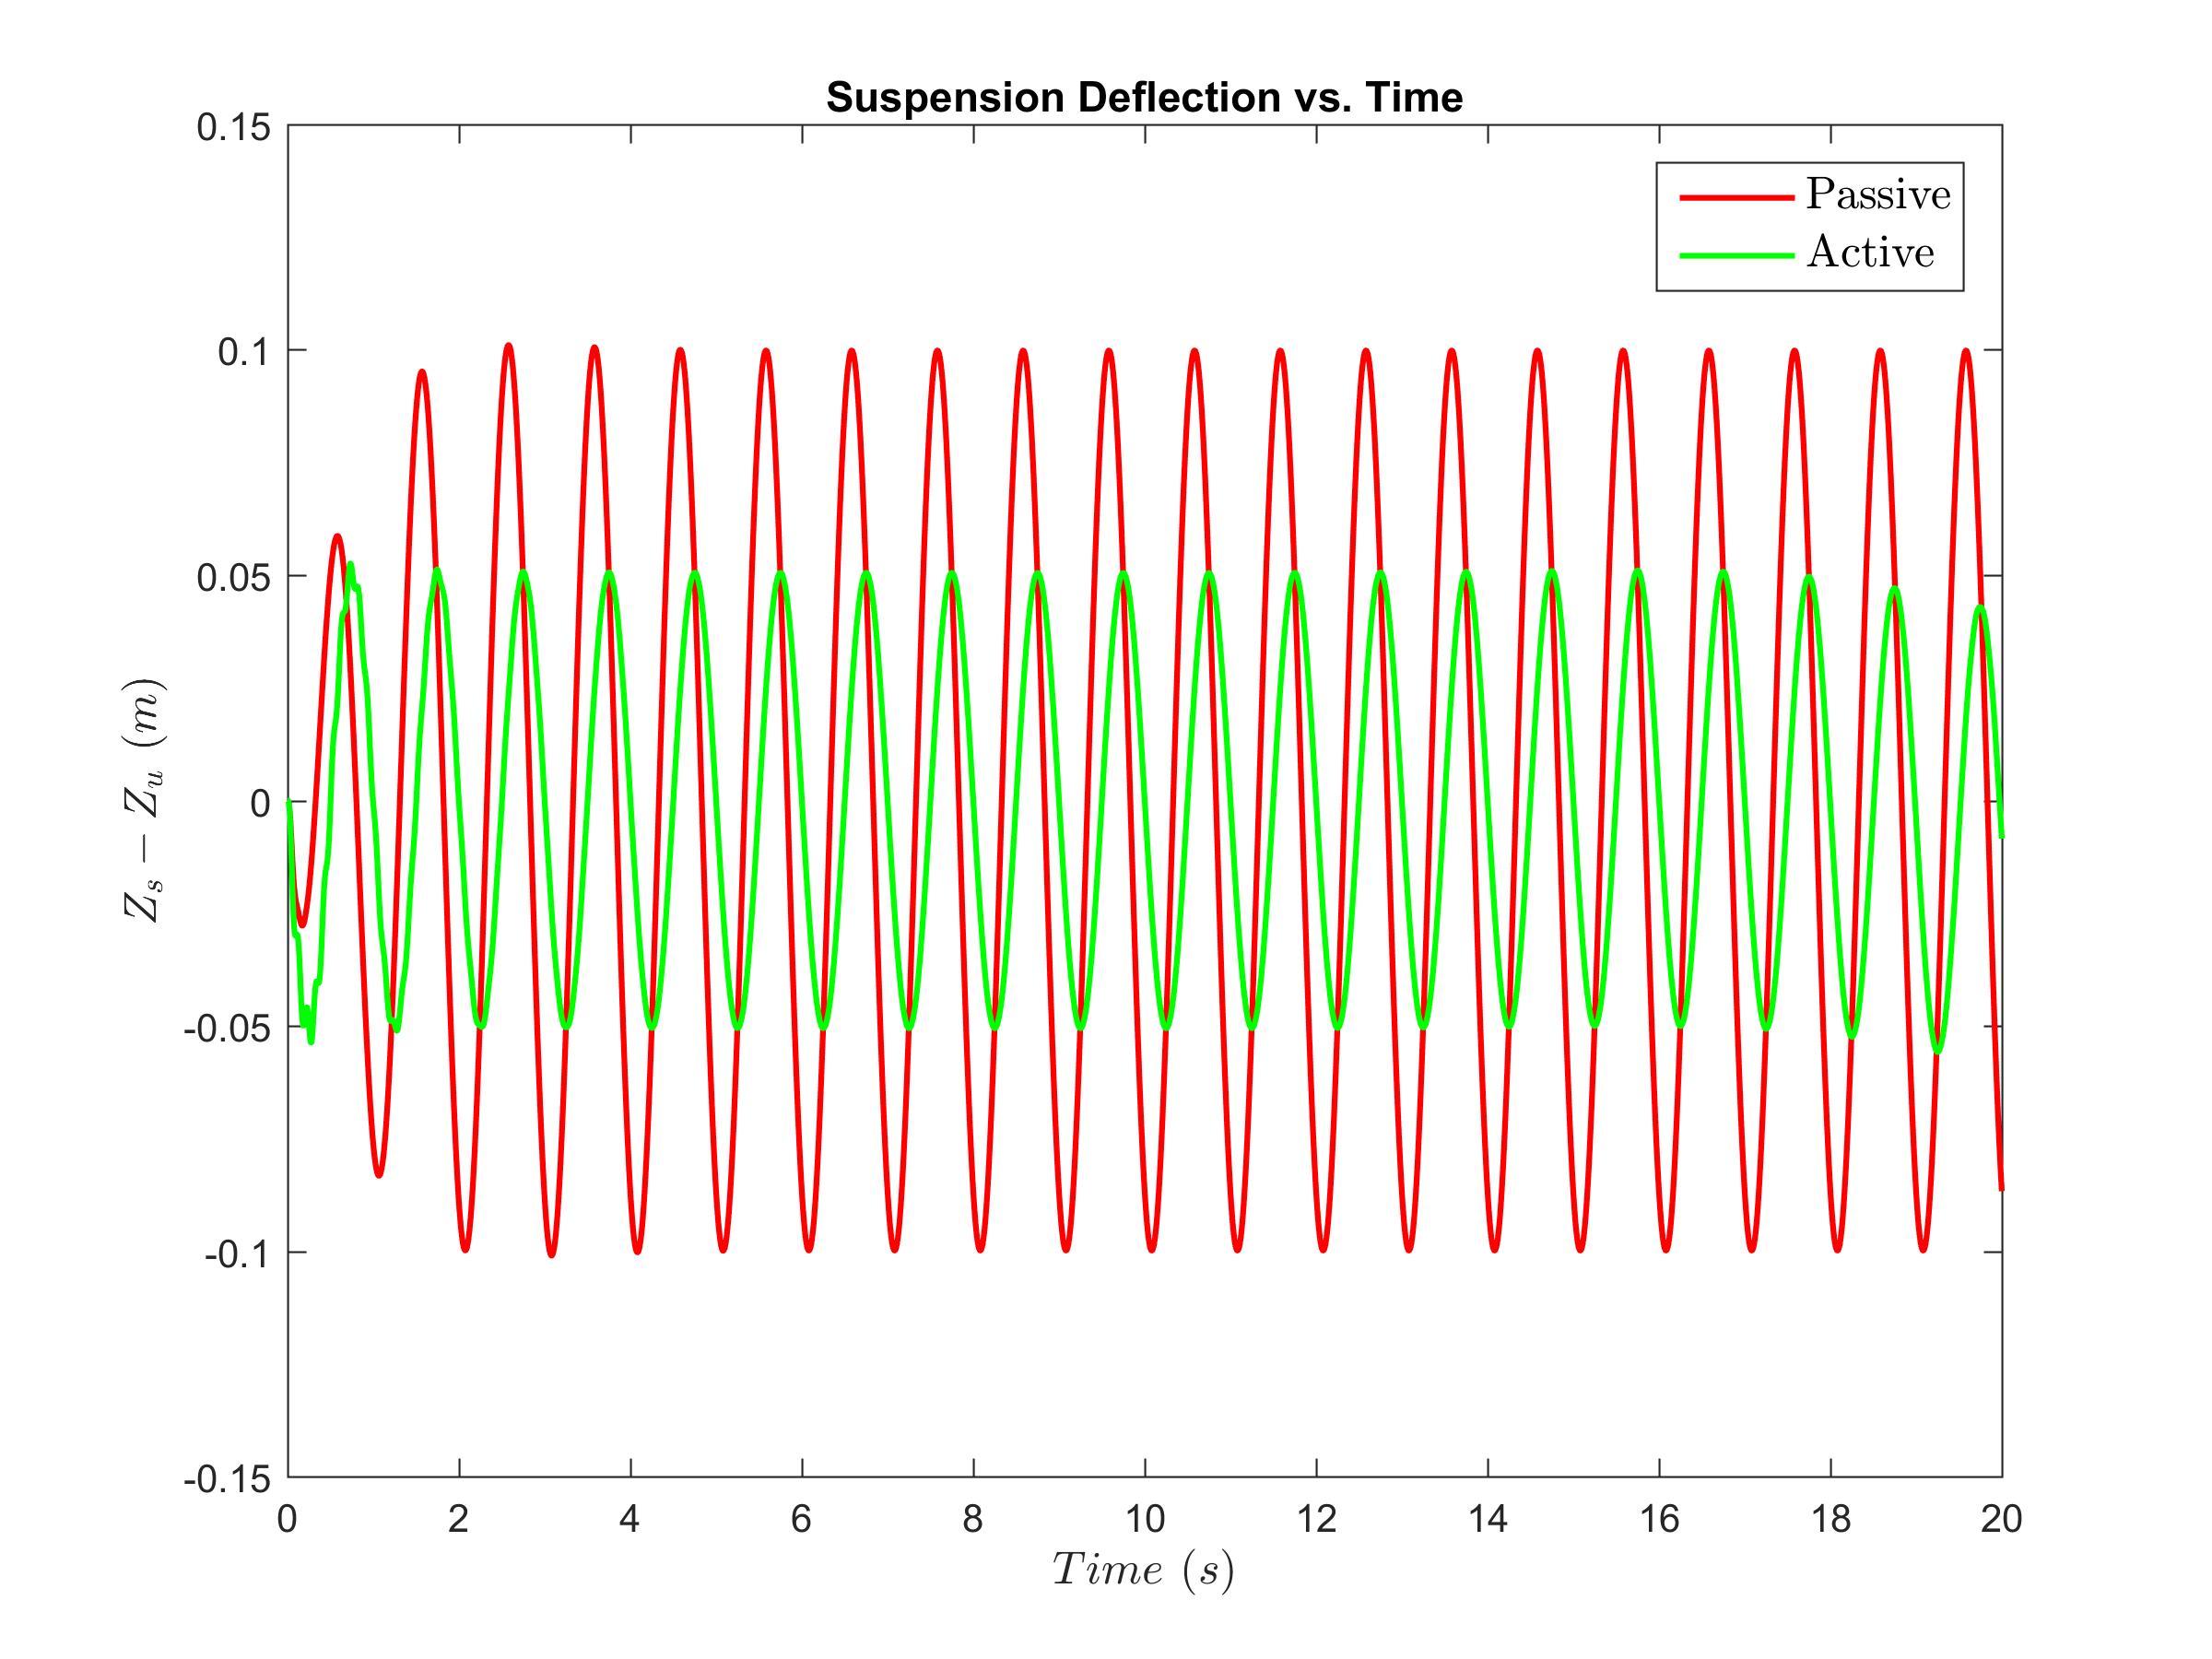 Suspension Deflection vs. Time
0.15
0.1
0.05
0
-0.05
-0.1
-0.15
Z_s − Z_u (m)
Passive
Active
0 2 4 6 8 10 12 14 16 18 20
Time (s)